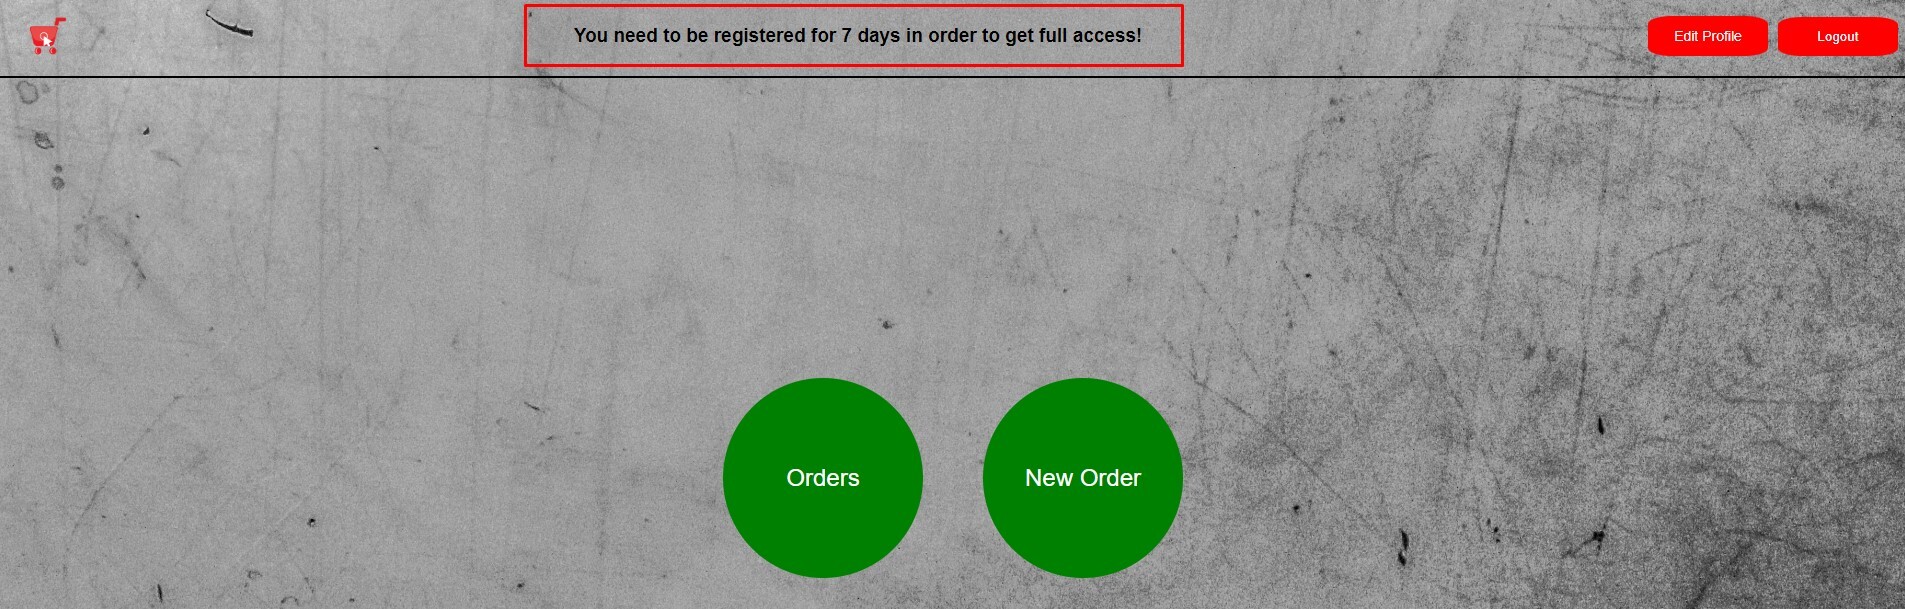 You need to be registered for 7 days in order to get full access!
Edit Profile
Logout
Orders
New Order